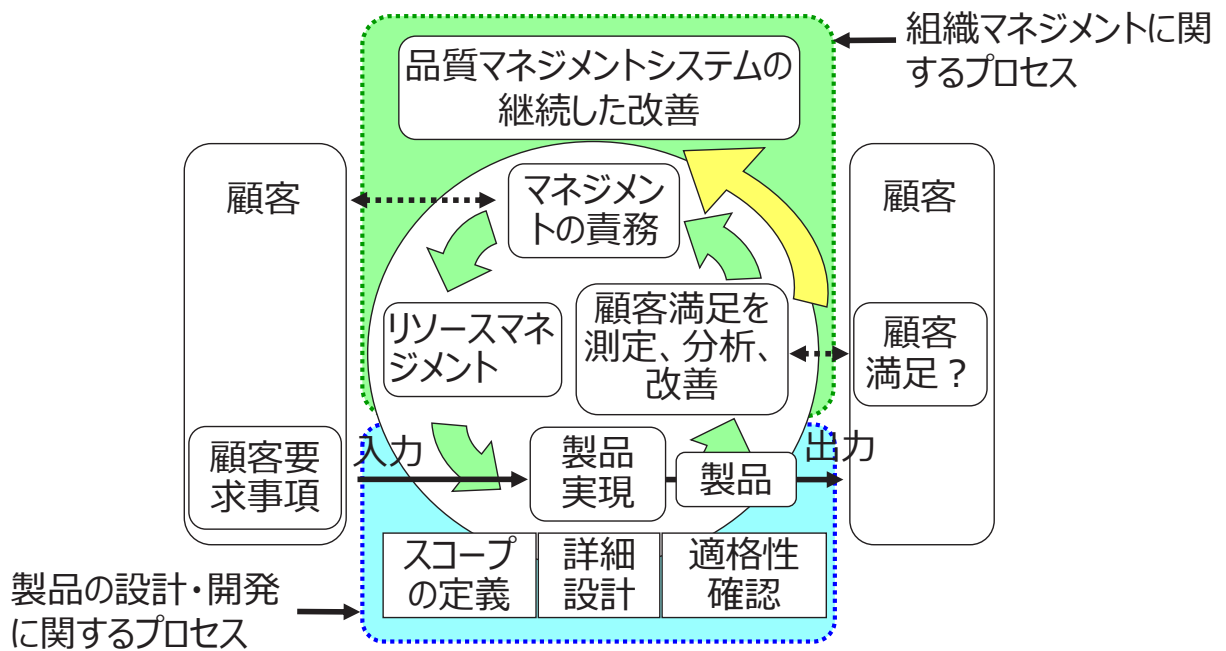 組織マネジメントに関
するプロセス
品質マネジメントシステムの
継続した改善
顧客
マネジメン
トの責務
顧客
リソースマネ
ジメント
顧客満足を
測定、分析、
改善
顧客
満足？
顧客要
求事項
入力
製品
実現
製品
出力
スコープ
の定義
詳細
設計
適格性
確認
製品の設計・開発
に関するプロセス